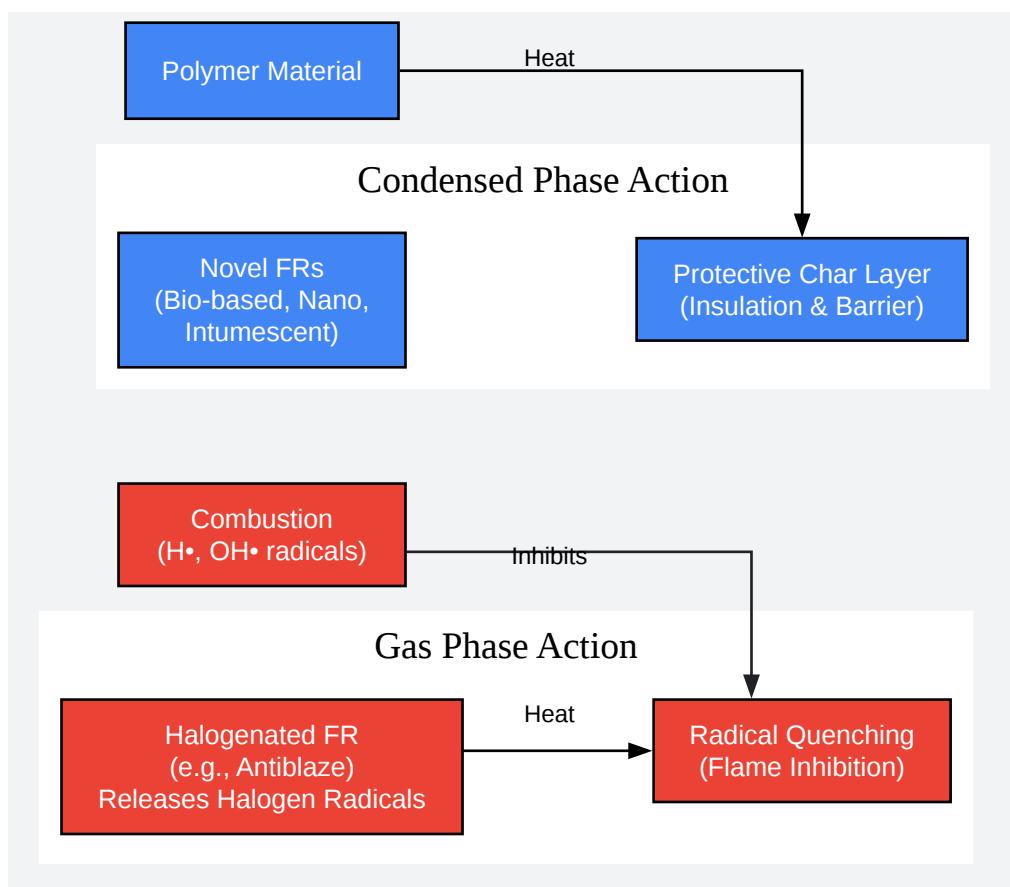 Polymer Material
Heat
Condensed Phase Action
Novel FRs
(Bio-based, Nano,
Intumescent)
Protective Char Layer
(Insulation & Barrier)
Combustion
(H•, OH• radicals)
Inhibits
Gas Phase Action
Halogenated FR
(e.g., Antiblaze)
Releases Halogen Radicals
Heat
Radical Quenching
(Flame Inhibition)